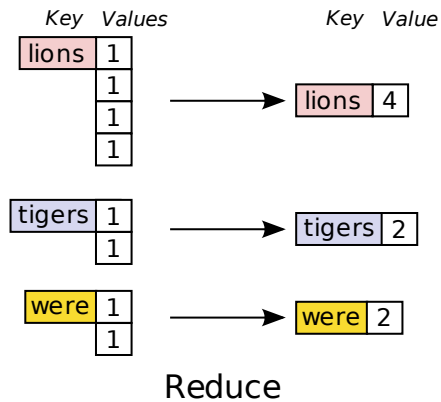 Key Values Key Value
lions 1
1
1
1
lions 4
tigers 1
1
tigers 2
were 1
1
were 2
Reduce